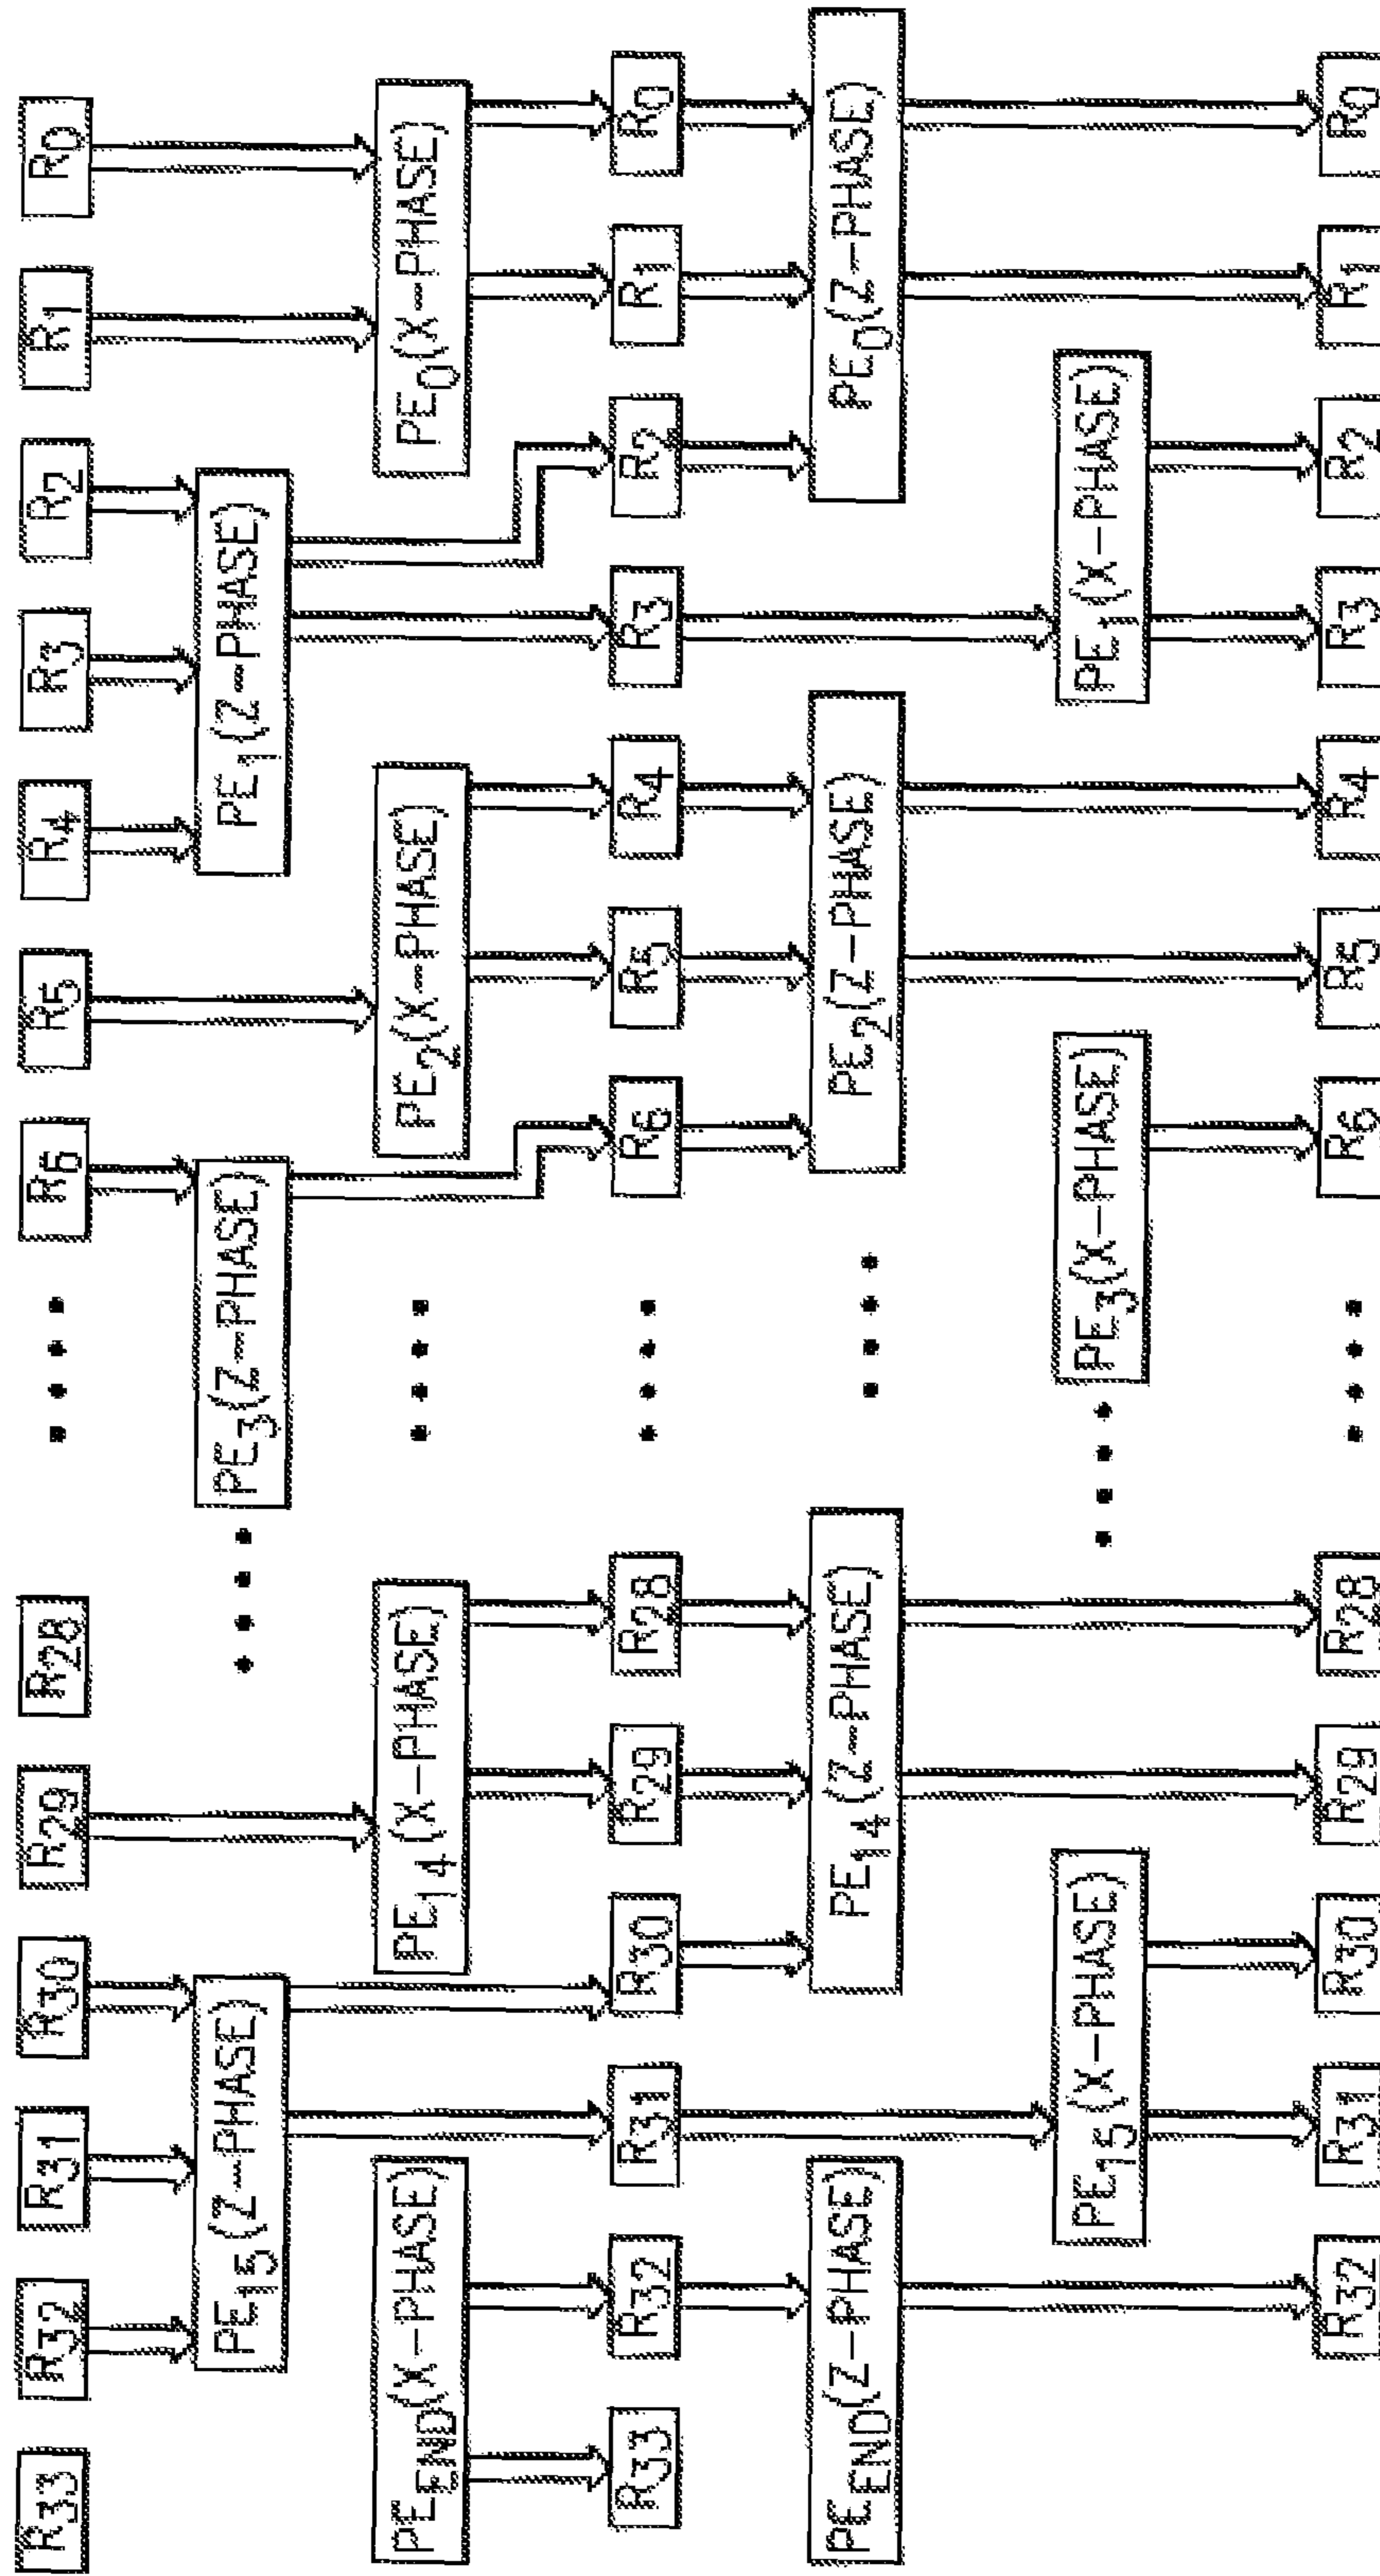 R33 R32 R31 R30 R29 R28 •••• R6 R5 R4 R3 R2 R1 R0
PE15(Z-PHASE) •••• PE3(Z-PHASE) PE1(Z-PHASE)
PEEND(X-PHASE) PE14(X-PHASE) •••• PE2(X-PHASE) PE0(X-PHASE)
R33 R32 R31 R30 R29 R28 •••• R6 R5 R4 R3 R2 R1 R0
PEEND(Z-PHASE) PE14(Z-PHASE) •••• PE2(Z-PHASE) PE0(Z-PHASE)
PE15(X-PHASE) •••• PE3(X-PHASE) PE1(X-PHASE)
R32 R31 R30 R29 R28 •••• R6 R5 R4 R3 R2 R1 R0